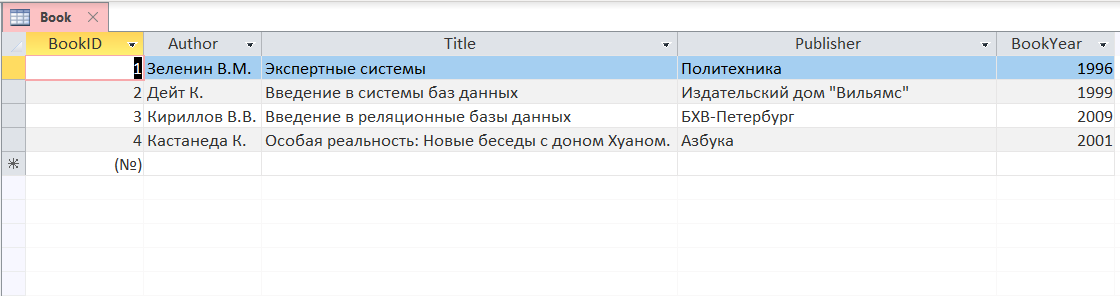 Book
BookID Author Title Publisher BookYear
1 Зеленин В.М. Экспертные системы Политехника 1996
2 Дейт К. Введение в системы баз данных Издательский дом "Вильямс" 1999
3 Кириллов В.В. Введение в реляционные базы данных БХВ-Петербург 2009
4 Кастанеда К. Особая реальность: Новые беседы с доном Хуаном. Азбука 2001
(№)